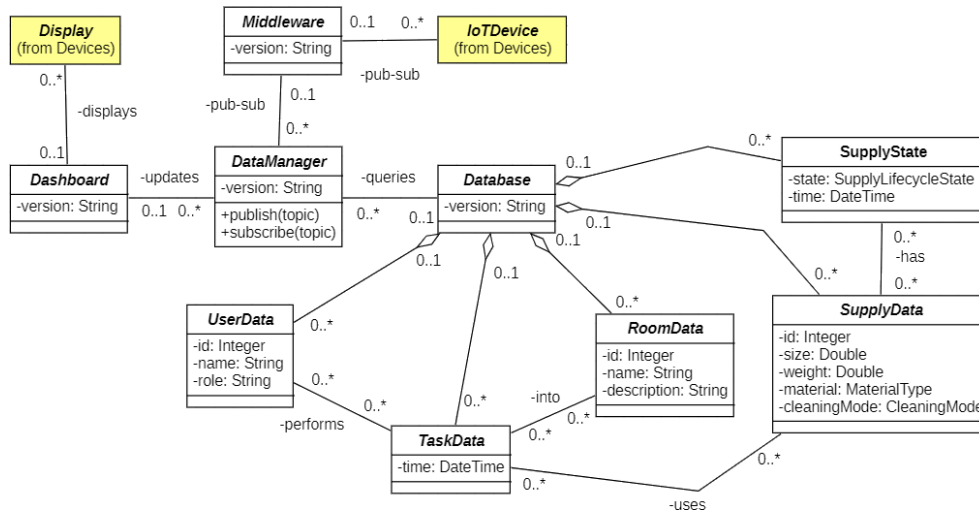 Display
(from Devices)
0..*
-displays
0..1
Dashboard
-version: String
-updates
0..1 0..*
Middleware
-version: String
0..1 0..*
-pub-sub
IoTDevice
(from Devices)
-pub-sub
0..1
0..*
DataManager
-version: String
+publish(topic)
+subscribe(topic)
-queries
0..*
0..1
Database
-version: String
0..1
0..*
SupplyState
-state: SupplyLifecycleState
-time: DateTime
0..*
-has
0..*
0..1
0..*
SupplyData
-id: Integer
-size: Double
-weight: Double
-material: MaterialType
-cleaningMode: CleaningMode
0..1
0..1
0..1
0..*
UserData
-id: Integer
-name: String
-role: String
0..*
0..*
-performs
0..*
RoomData
-id: Integer
-name: String
-description: String
-into
0..*
0..*
0..*
TaskData
-time: DateTime
0..*
-uses
0..*